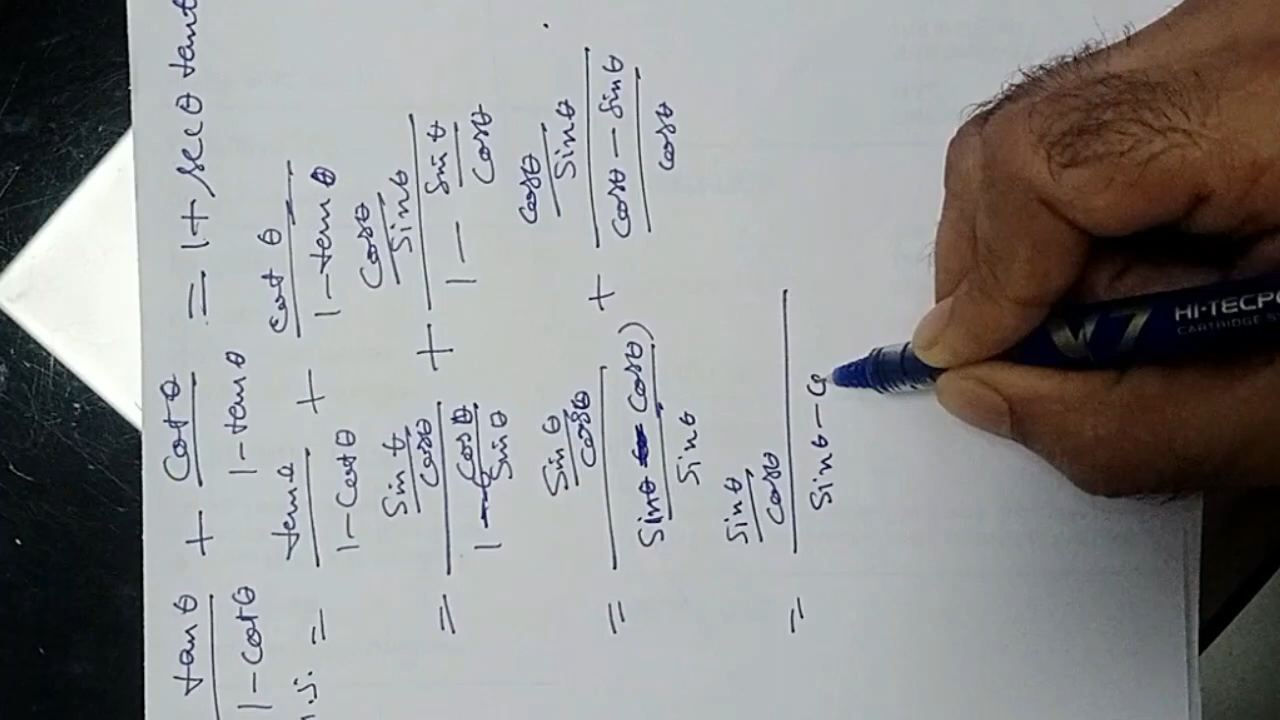 tanθ/1-cotθ + cotθ/1-tanθ = 1+ secθ
= tanθ/1-cotθ + cotθ/1-tanθ
= (sinθ/cosθ)/(1-cosθ/sinθ) + (cosθ/sinθ)/(1-sinθ/cosθ)
= (sinθ/cosθ)/((sinθ - cosθ)/sinθ) + (cosθ/sinθ)/((cosθ-sinθ)/cosθ)
= (sinθ/cosθ)/(sinθ-
V7 HI-TECP
CARTRIDGE